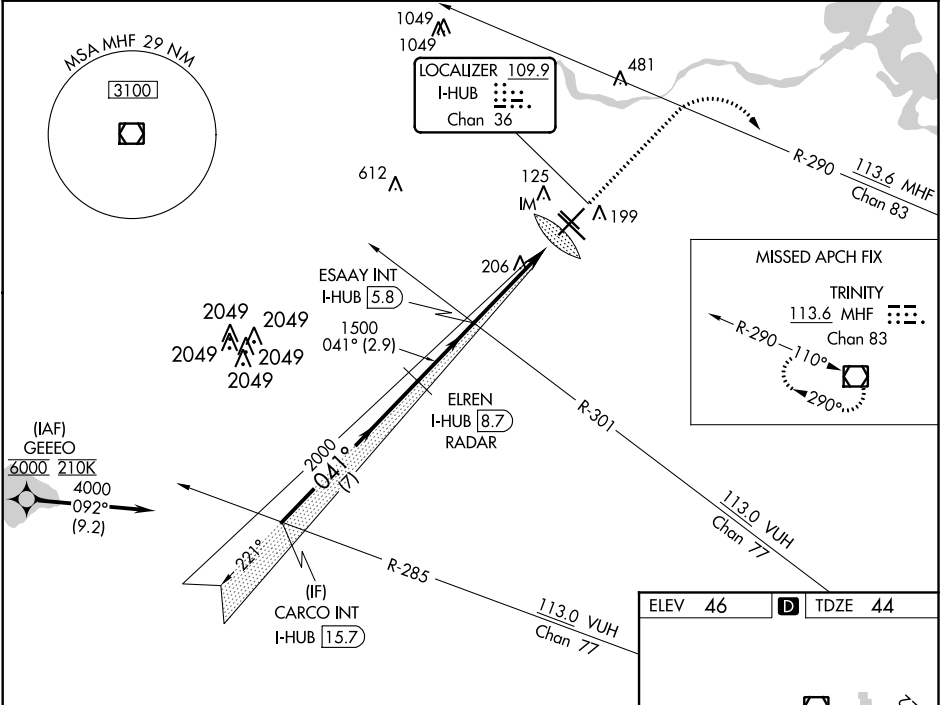 MSA MHF 29 NM
3100
1049
1049
LOCALIZER 109.9
I-HUB
Chan 36
481
R-290
113.6 MHF
Chan 83
612
125
IM
199
206
MISSED APCH FIX
TRINITY
113.6 MHF
Chan 83
R-290
110°
290°
ESAAY INT
I-HUB 5.8
1500
041° (2.9)
2049
2049
2049
2049
2049
ELREN
I-HUB 8.7
RADAR
R-301
113.0 VUH
Chan 77
(IAF)
GEEEO
6000 210K
4000
092°
(9.2)
2000
041°
(7)
221°
(IF)
CARCO INT
I-HUB 15.7
R-285
113.0 VUH
Chan 77
ELEV 46
D
TDZE 44